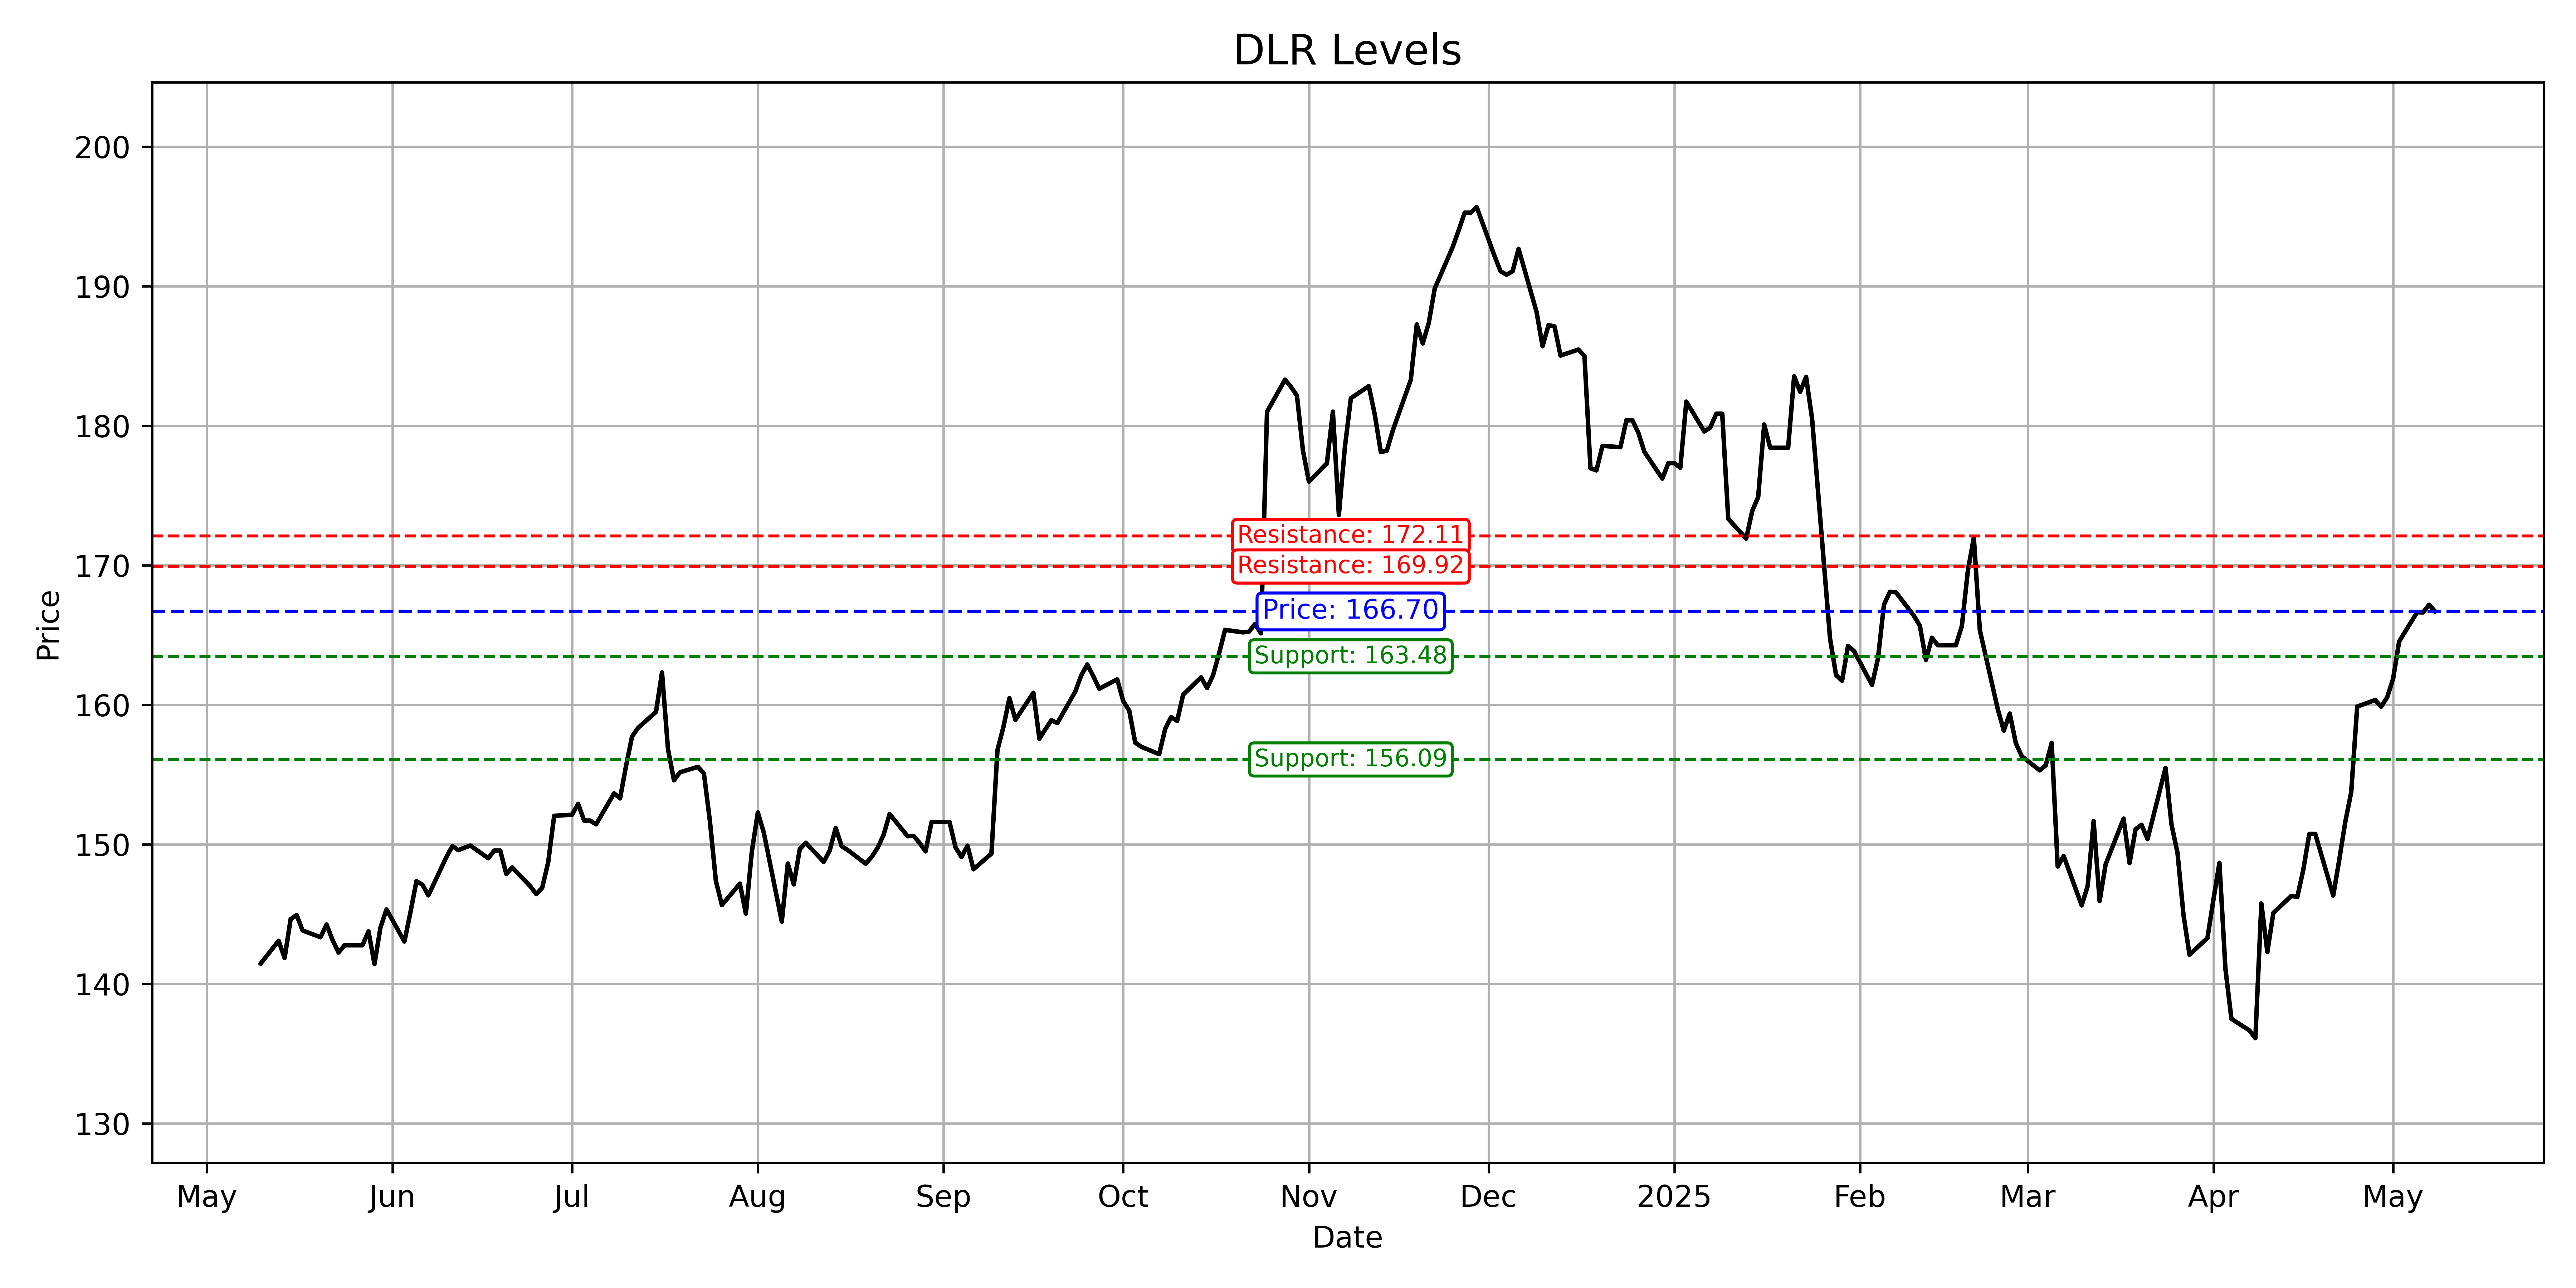 DLR Levels
200
190
180
170
160
150
140
130
Price
Resistance: 172.11
Resistance: 169.92
Price: 166.70
Support: 163.48
Support: 156.09
May Jun Jul Aug Sep Oct Nov Dec 2025 Feb Mar Apr May
Date